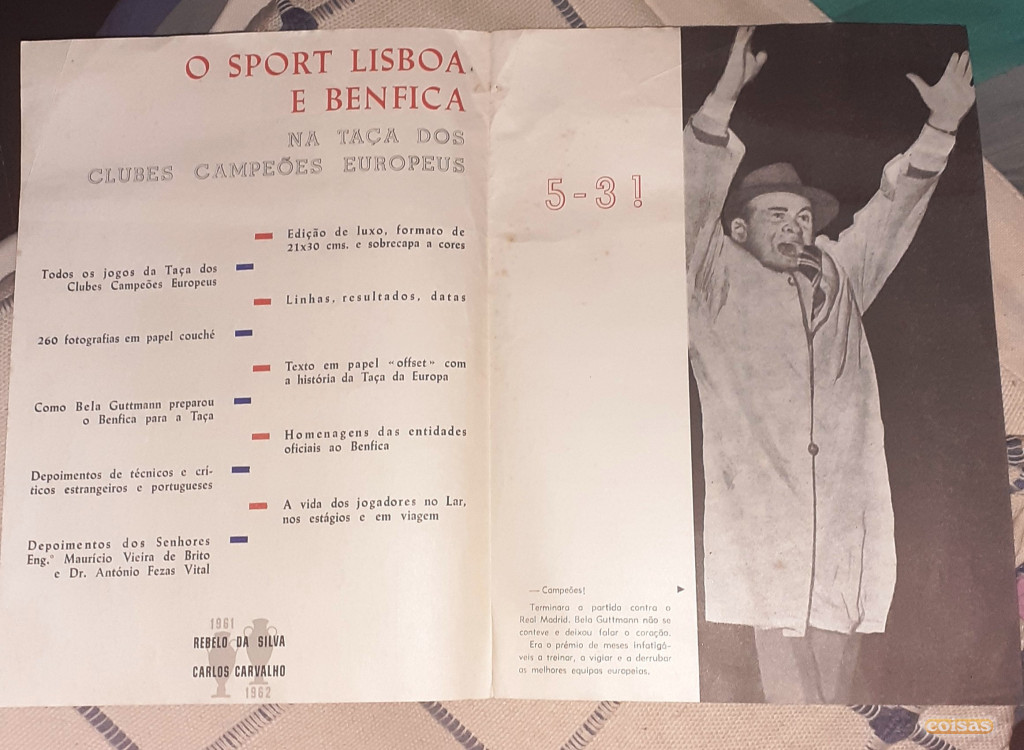 O SPORT LISBOA
E BENFICA
NA TAÇA DOS
CLUBES CAMPEÕES EUROPEUS
Edição de luxo, formato de
21x30 cms. e sobrecapa a cores
Todos os jogos da Taça dos
Clubes Campeões Europeus
Linhas, resultados, datas
260 fotografias em papel couché
Texto em papel "offset" com
a história da Taça da Europa
Como Bela Guttmann preparou
o Benfica para a Taça
Homenagens das entidades
oficiais ao Benfica
Depoimentos de técnicos e crí-
ticos estrangeiros e portugueses
A vida dos jogadores no Lar,
nos estágios e em viagem
Depoimentos dos Senhores
Eng.º Maurício Vieira de Brito
e Dr. António Fezas Vital
1961
REBELO DA SILVA
CARLOS CARVALHO
1962
5-3!
— Campeões!
Terminara a partida contra o
Real Madrid. Bela Guttmann não se
conteve e deixou falar o coração.
Era o prémio de meses infatigá-
veis a treinar, a vigiar e a derrubar
as melhores equipas europeias.
coisas